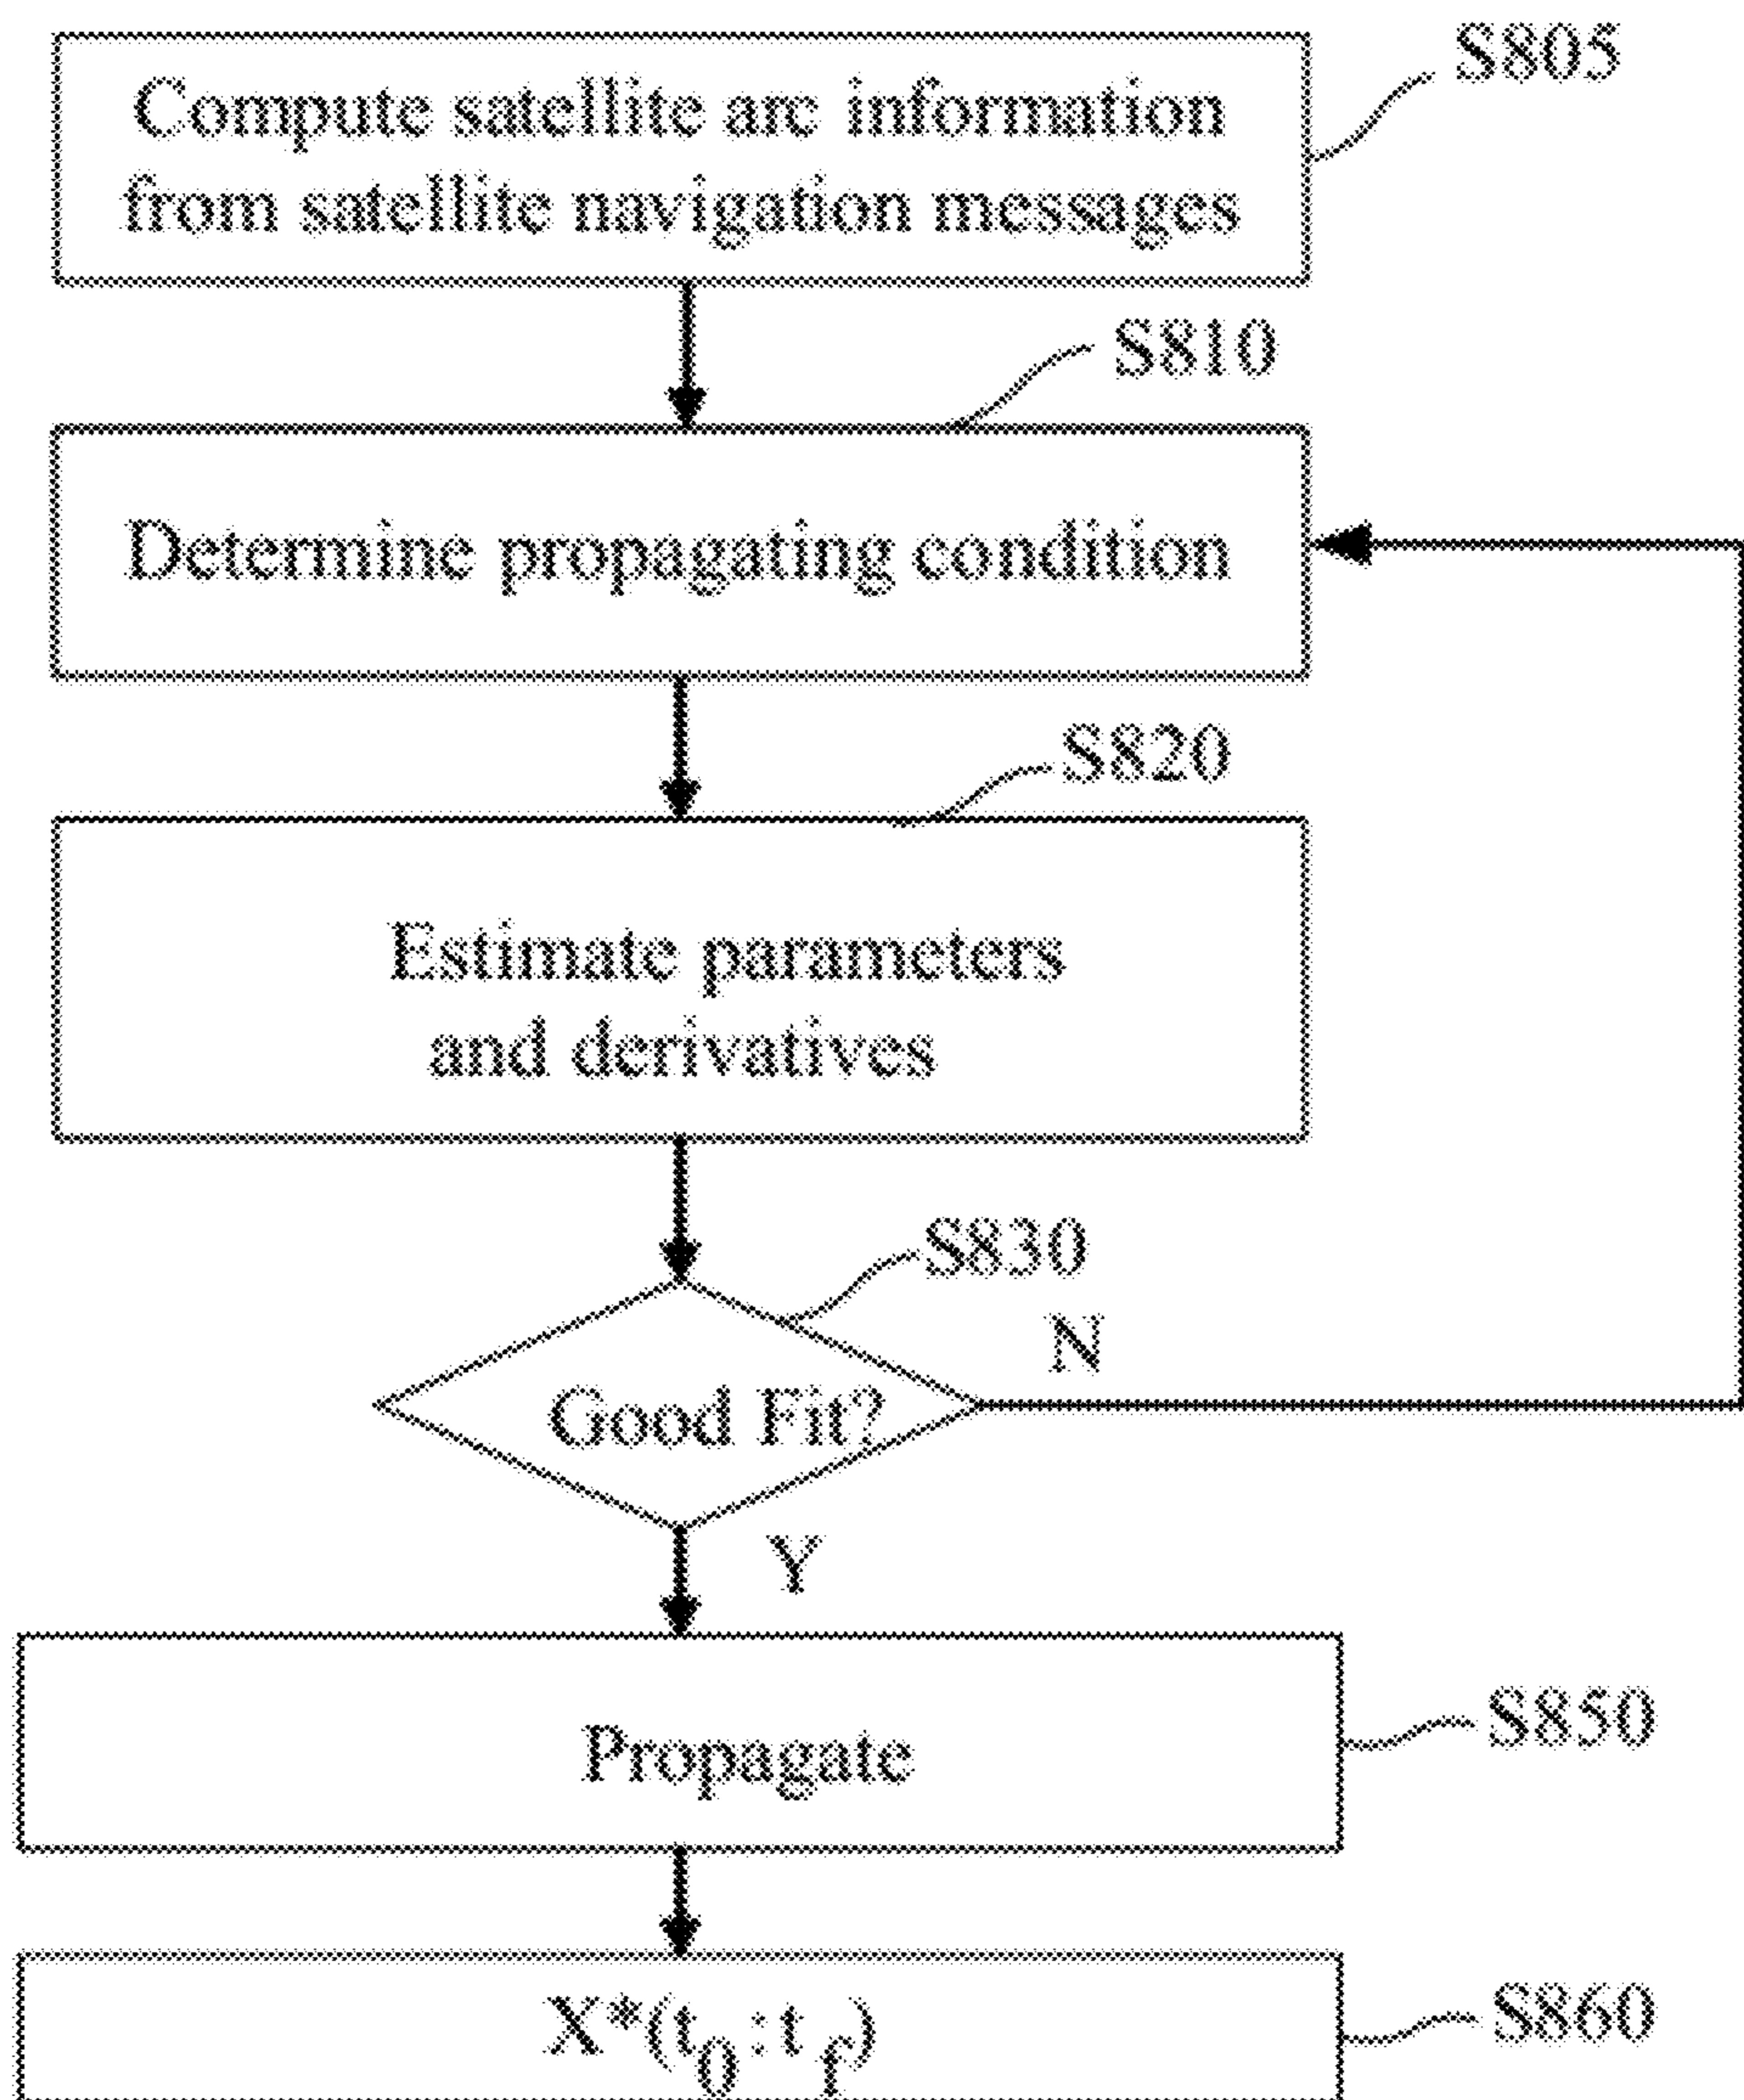 S805
Compute satellite arc information
from satellite navigation messages
S810
Determine propagating condition
S820
Estimate parameters
and derivatives
S830
N
Good Fit?
Y
Propagate
S850
X*(t₀:t_f)
S860